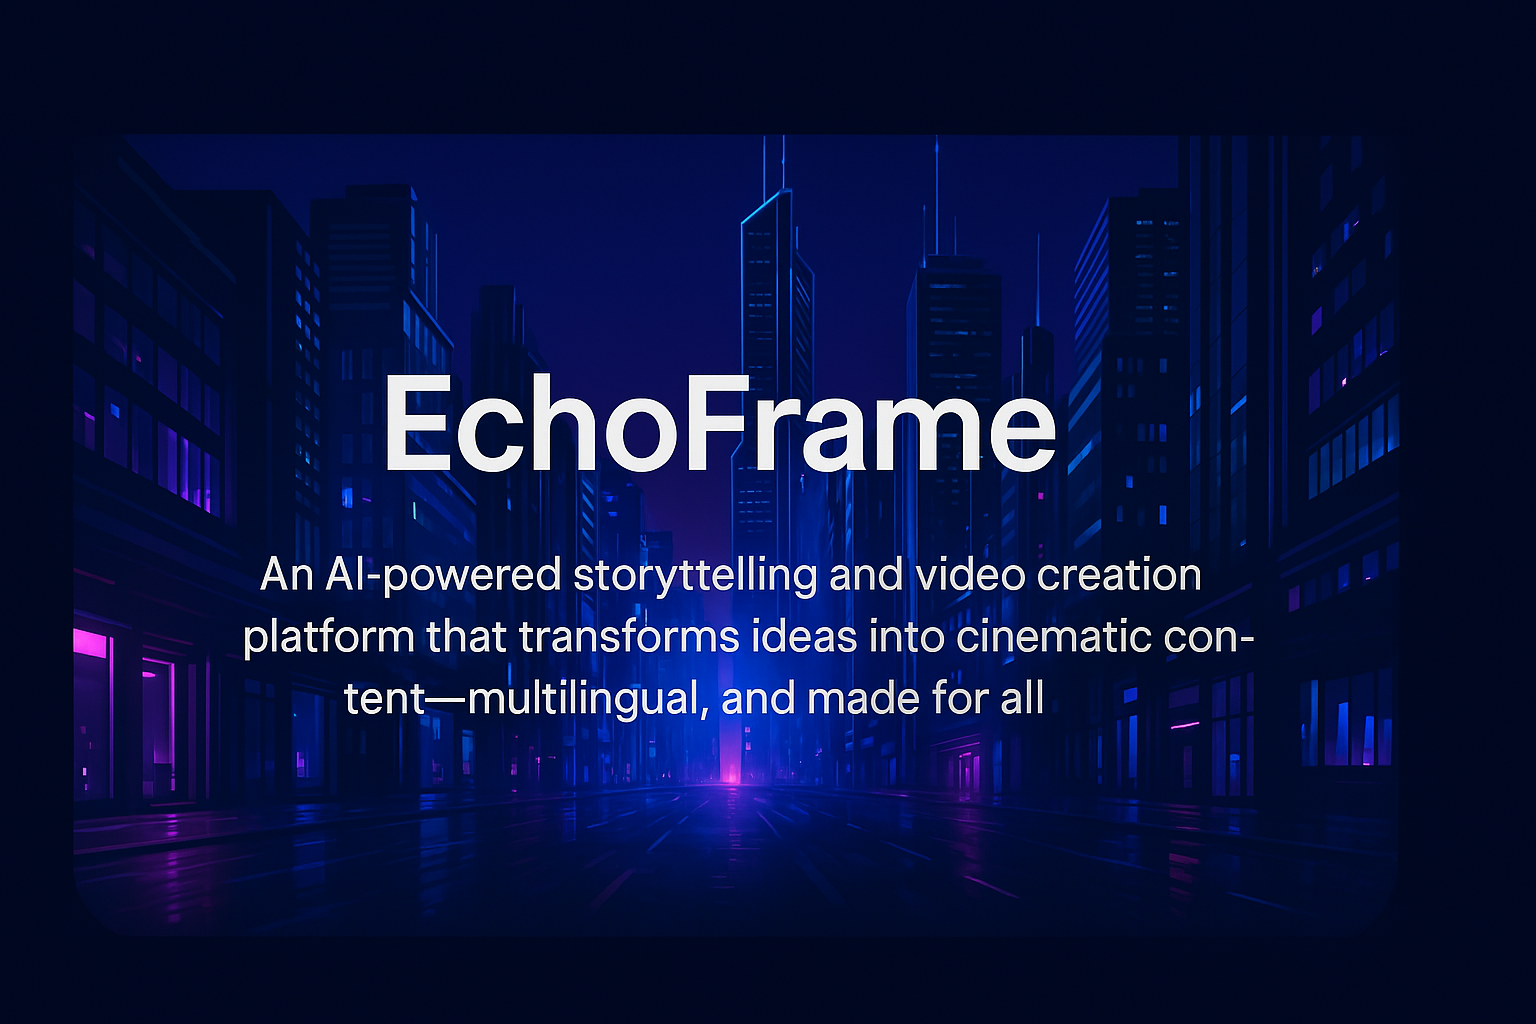 EchoFrame
An AI-powered storyttelling and video creation
platform that transforms ideas into cinematic con-
tent—multilingual, and made for all